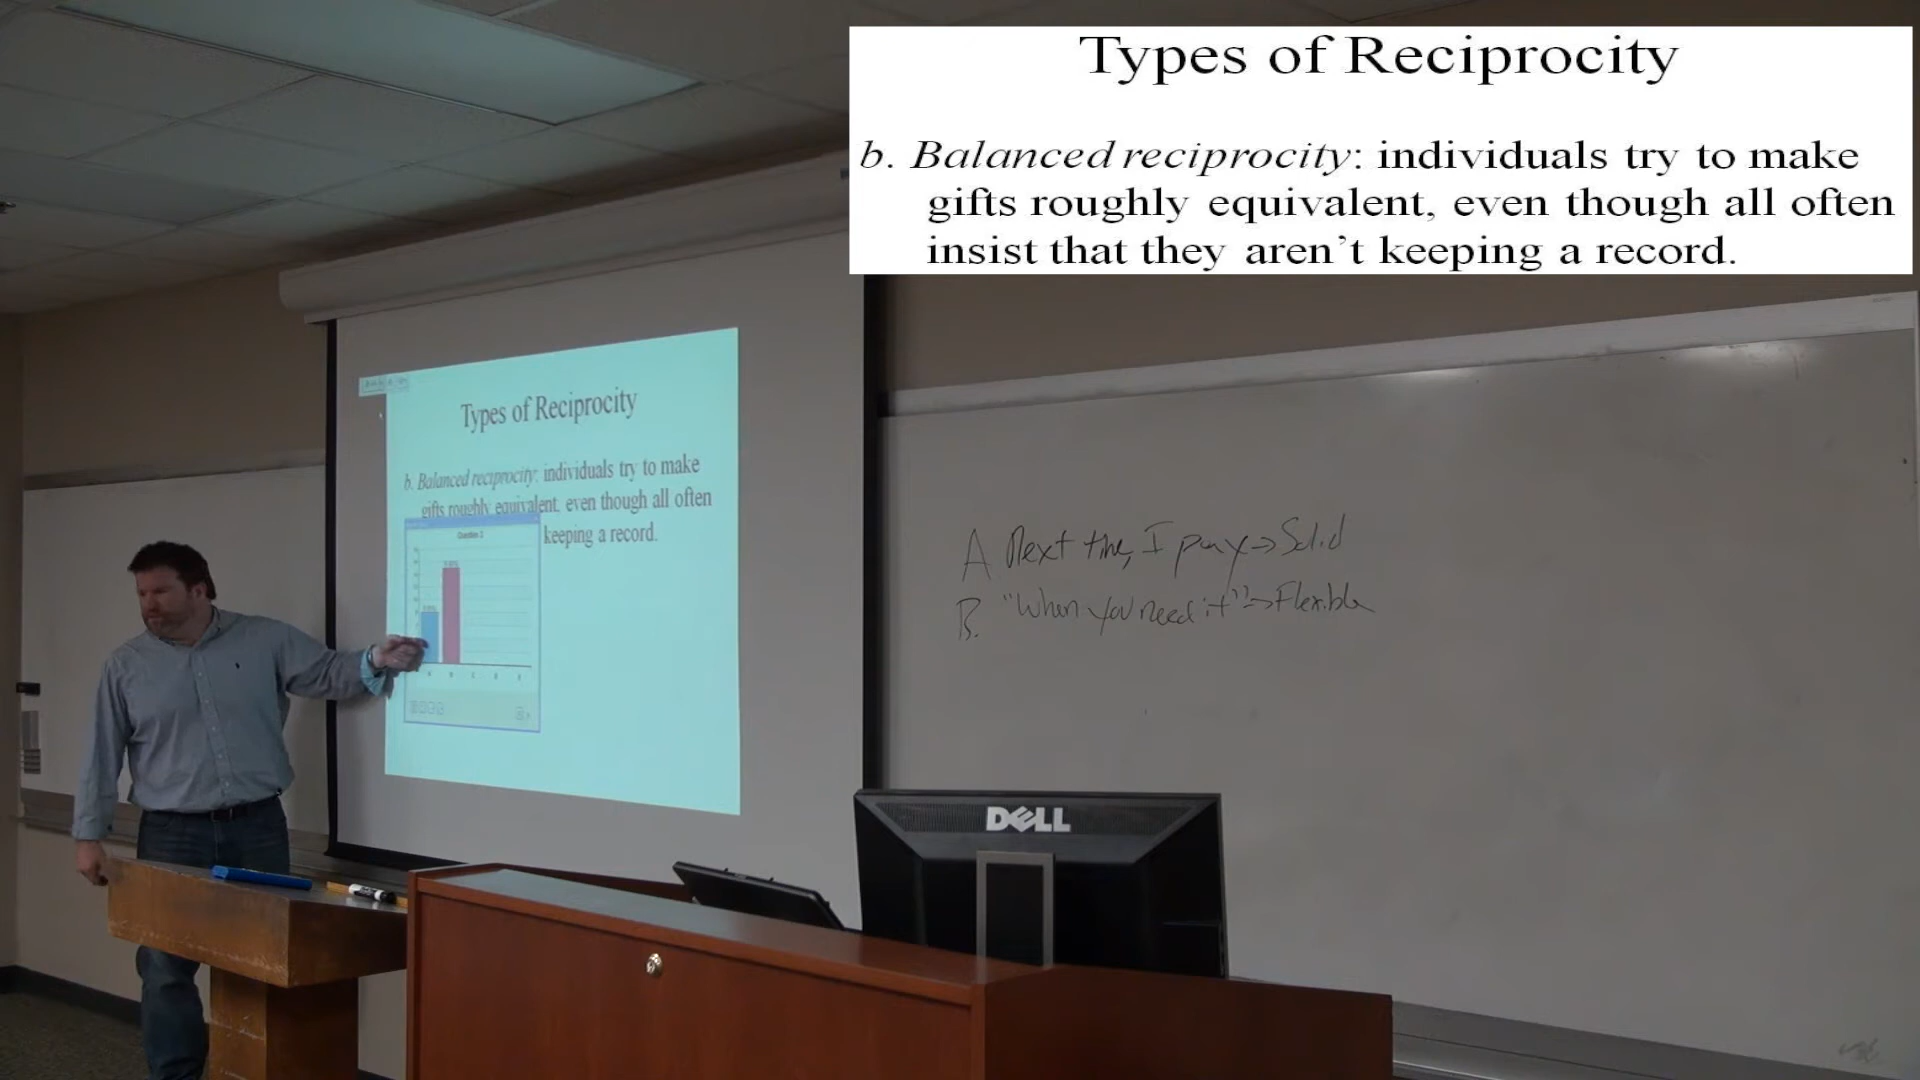 Types of Reciprocity
b. Balanced reciprocity: individuals try to make
gifts roughly equivalent, even though all often
insist that they aren't keeping a record.
Types of Reciprocity
b. Balanced reciprocity: individuals try to make
gifts roughly equivalent, even though all often
keeping a record.
Question 2
A. Next time, I pay → Solid
B. "When you need it" → Flexible
DELL